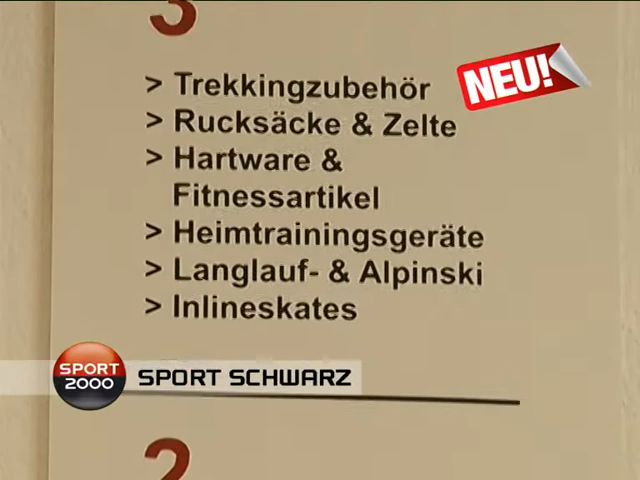 3
NEU!
> Trekkingzubehör
> Rucksäcke & Zelte
> Hartware &
Fitnessartikel
> Heimtrainingsgeräte
> Langlauf- & Alpinski
> Inlineskates
SPORT
2000
SPORT SCHWARZ
2